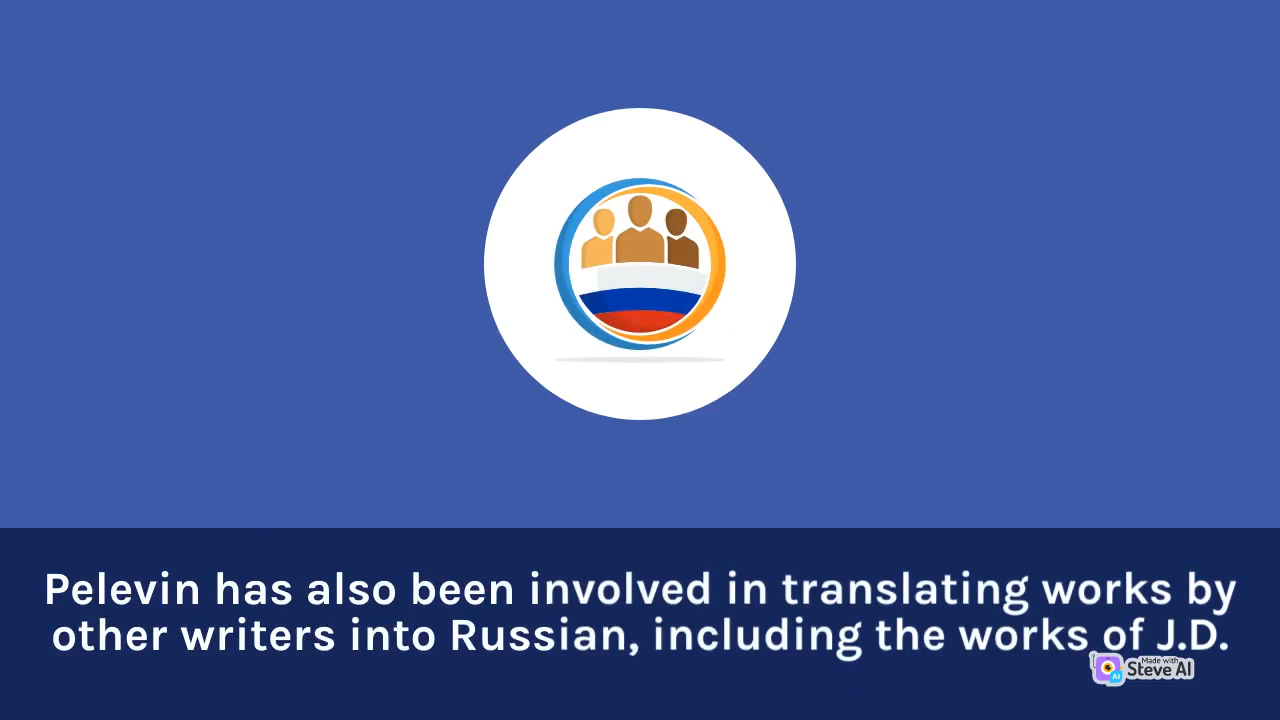 Pelevin has also been involved in translating works by
other writers into Russian, including the works of J.D.
Made with
Steve AI
AI